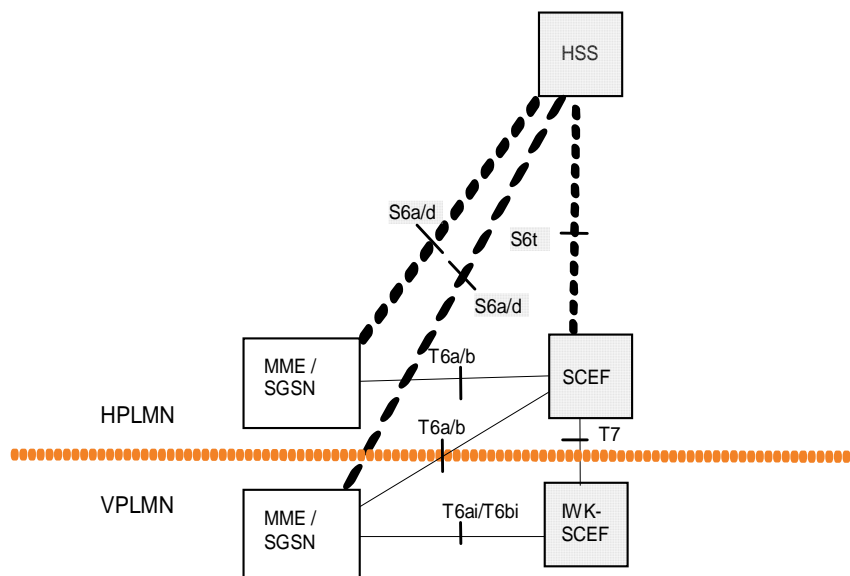 HSS
S6a/d
S6t
S6a/d
MME /
SGSN
T6a/b
SCEF
HPLMN
T6a/b
T7
VPLMN
MME /
SGSN
T6ai/T6bi
IWK-
SCEF